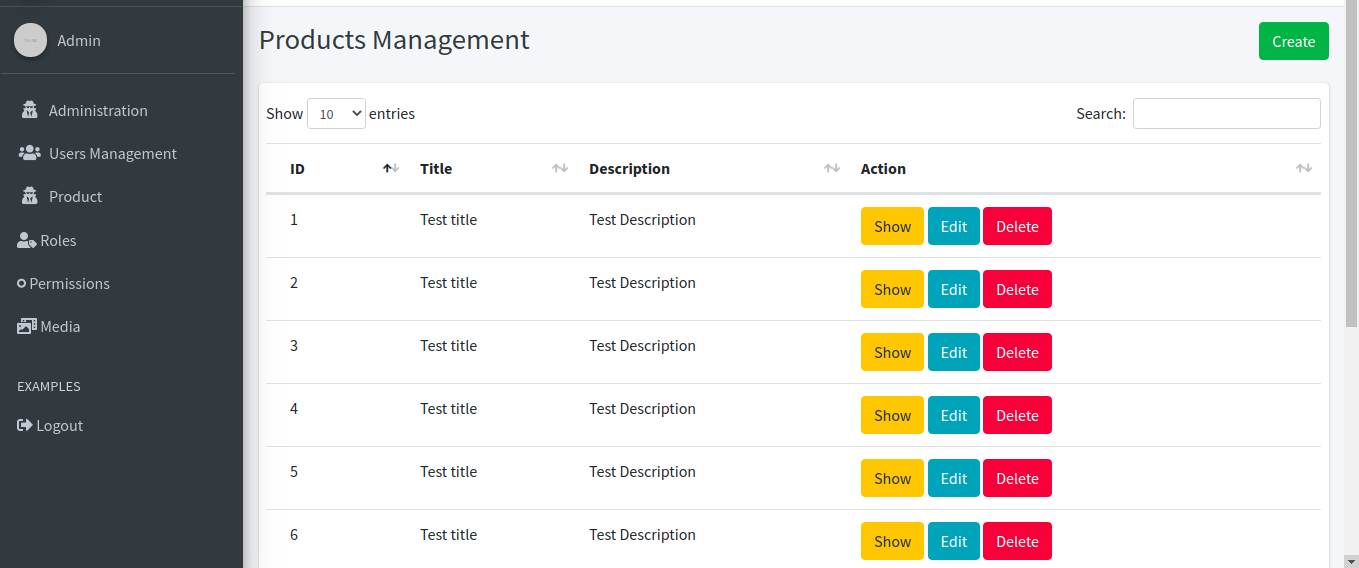 Admin
Administration
Users Management
Product
Roles
Permissions
Media
EXAMPLES
Logout
Products Management
Create
Show 10 entries
Search:
ID Title Description Action
1 Test title Test Description Show Edit Delete
2 Test title Test Description Show Edit Delete
3 Test title Test Description Show Edit Delete
4 Test title Test Description Show Edit Delete
5 Test title Test Description Show Edit Delete
6 Test title Test Description Show Edit Delete